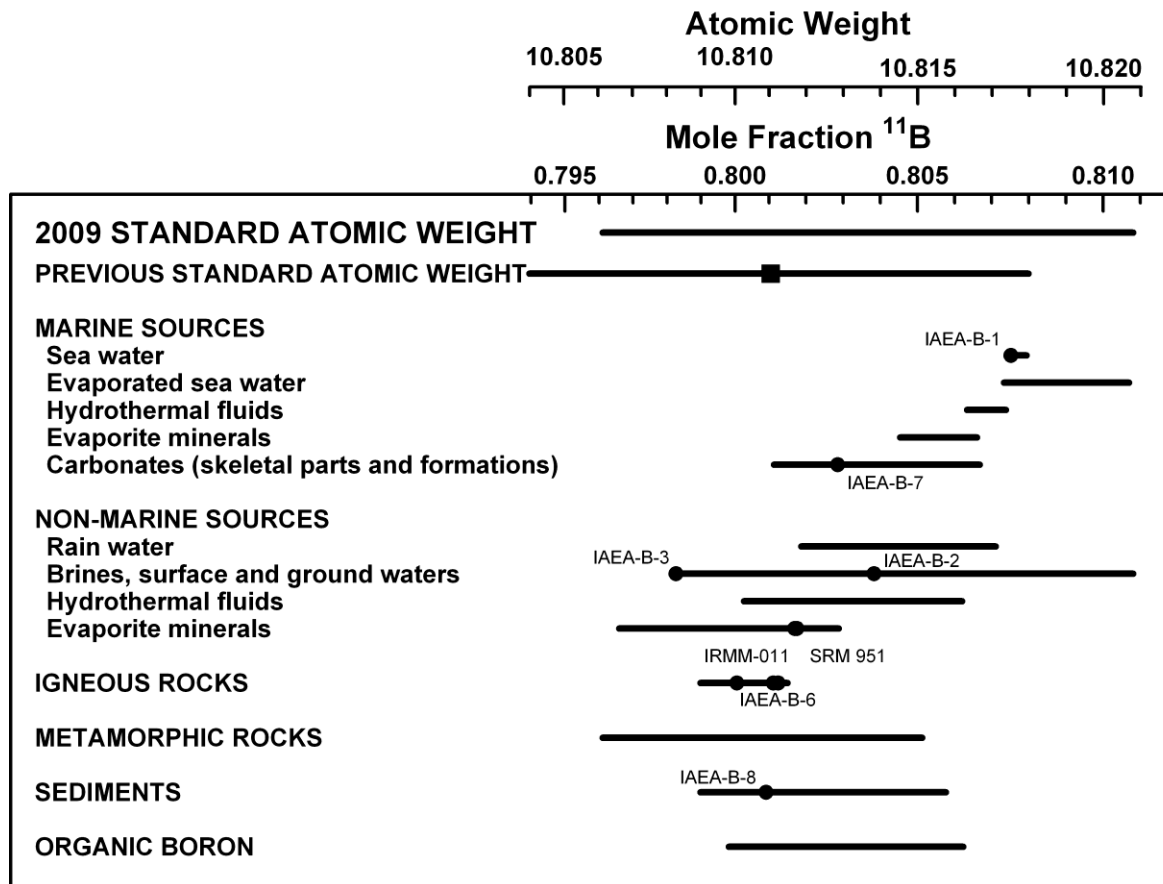 Atomic Weight
10.805 10.810 10.815 10.820
Mole Fraction ¹¹B
0.795 0.800 0.805 0.810
2009 STANDARD ATOMIC WEIGHT
PREVIOUS STANDARD ATOMIC WEIGHT
MARINE SOURCES
IAEA-B-1
Sea water
Evaporated sea water
Hydrothermal fluids
Evaporite minerals
Carbonates (skeletal parts and formations)
IAEA-B-7
NON-MARINE SOURCES
Rain water
IAEA-B-3 IAEA-B-2
Brines, surface and ground waters
Hydrothermal fluids
Evaporite minerals
IRMM-011 SRM 951
IGNEOUS ROCKS
IAEA-B-6
METAMORPHIC ROCKS
IAEA-B-8
SEDIMENTS
ORGANIC BORON